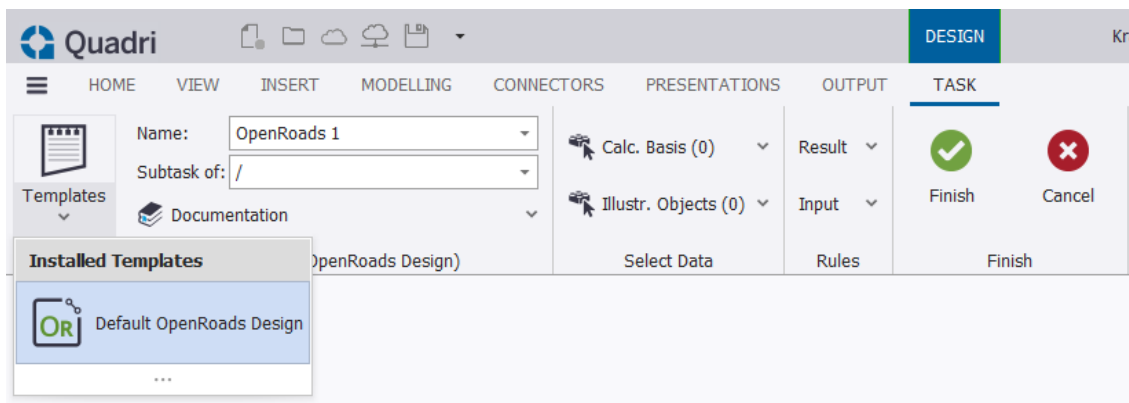 Quadri
DESIGN
Kr
HOME VIEW INSERT MODELLING CONNECTORS PRESENTATIONS OUTPUT TASK
Templates
Name: OpenRoads 1
Subtask of: /
Documentation
Calc. Basis (0)
Illustr. Objects (0)
Select Data
Result
Input
Rules
Finish
Cancel
Finish
OpenRoads Design)
Installed Templates
OR Default OpenRoads Design
...